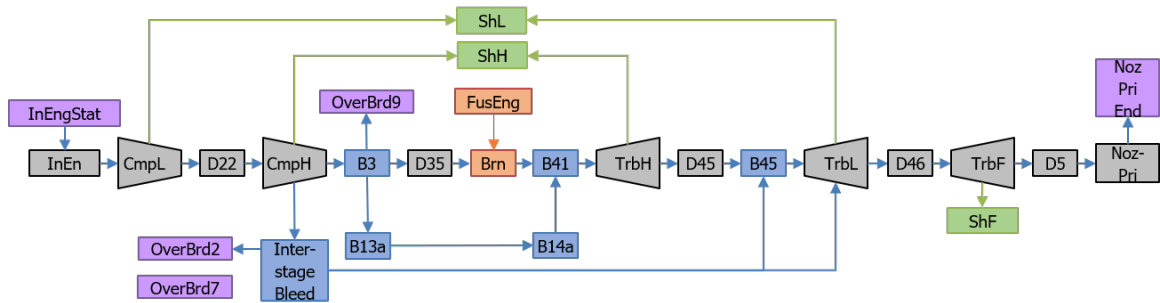 ShL
ShH
Noz
Pri
End
OverBrd9
FusEng
InEngStat
InEn
CmpL
D22
CmpH
B3
D35
Brn
B41
TrbH
D45
B45
TrbL
D46
TrbF
D5
Noz-
Pri
ShF
B13a
B14a
OverBrd2
Inter-
stage
Bleed
OverBrd7